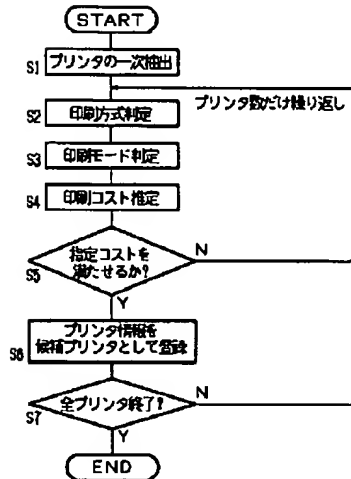 START
S1 プリンタの一次抽出
プリンタ数だけ繰り返し
S2 印刷方式判定
S3 印刷モード判定
S4 印刷コスト推定
指定コストを
満たせるか?
N
S5
Y
プリンタ情報を
候補プリンタとして登録
S6
全プリンタ終了?
N
S7
Y
END